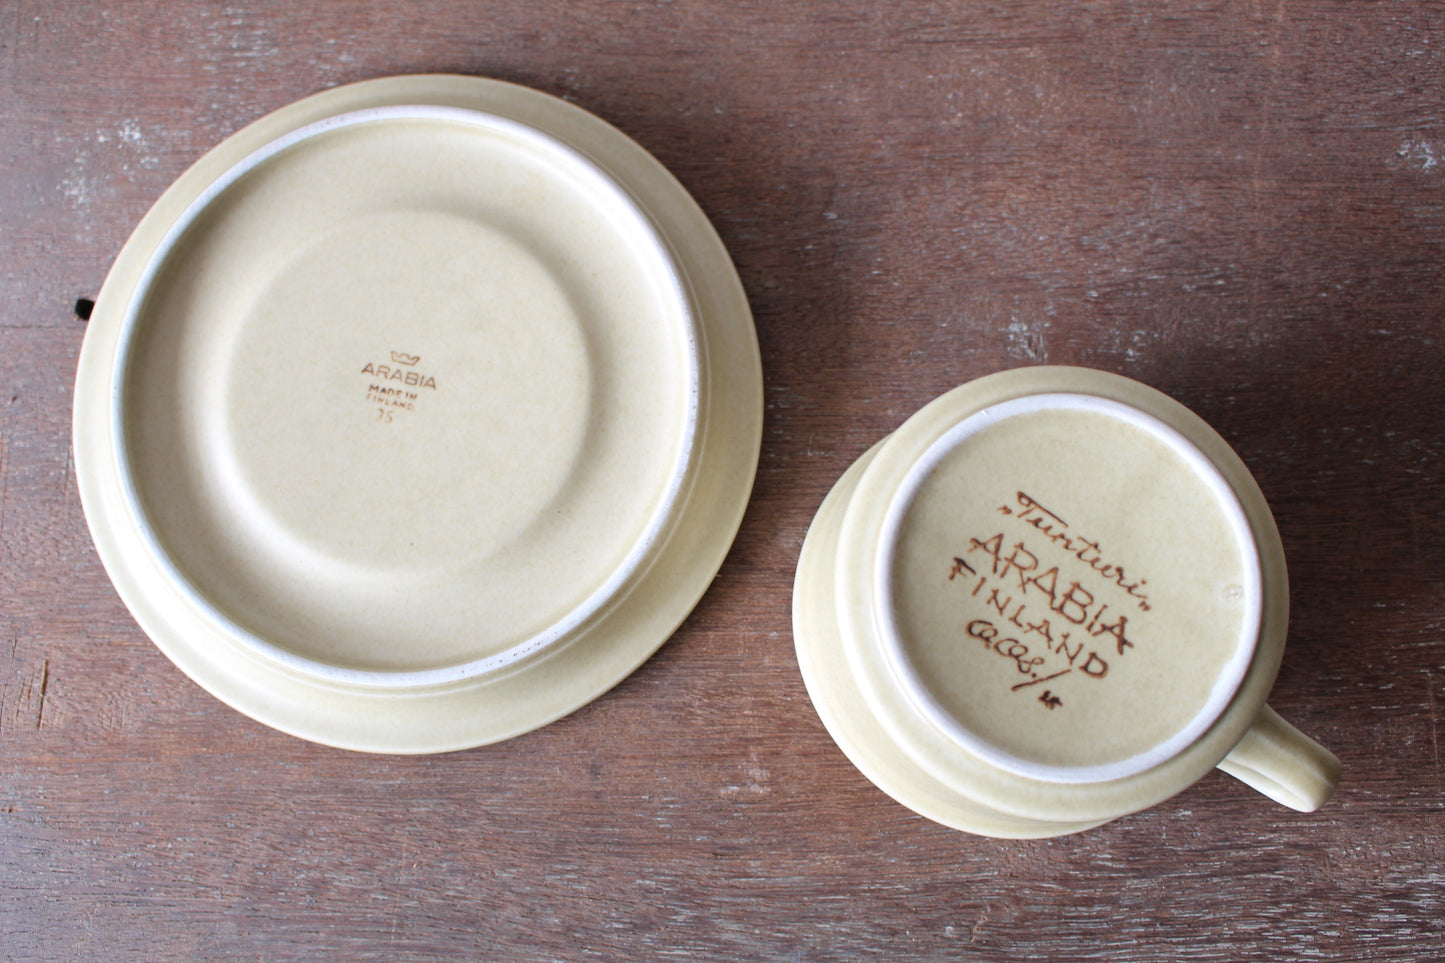 ARABIA
MADE IN
FINLAND
75
„Tunturi„
ARABIA
FINLAND